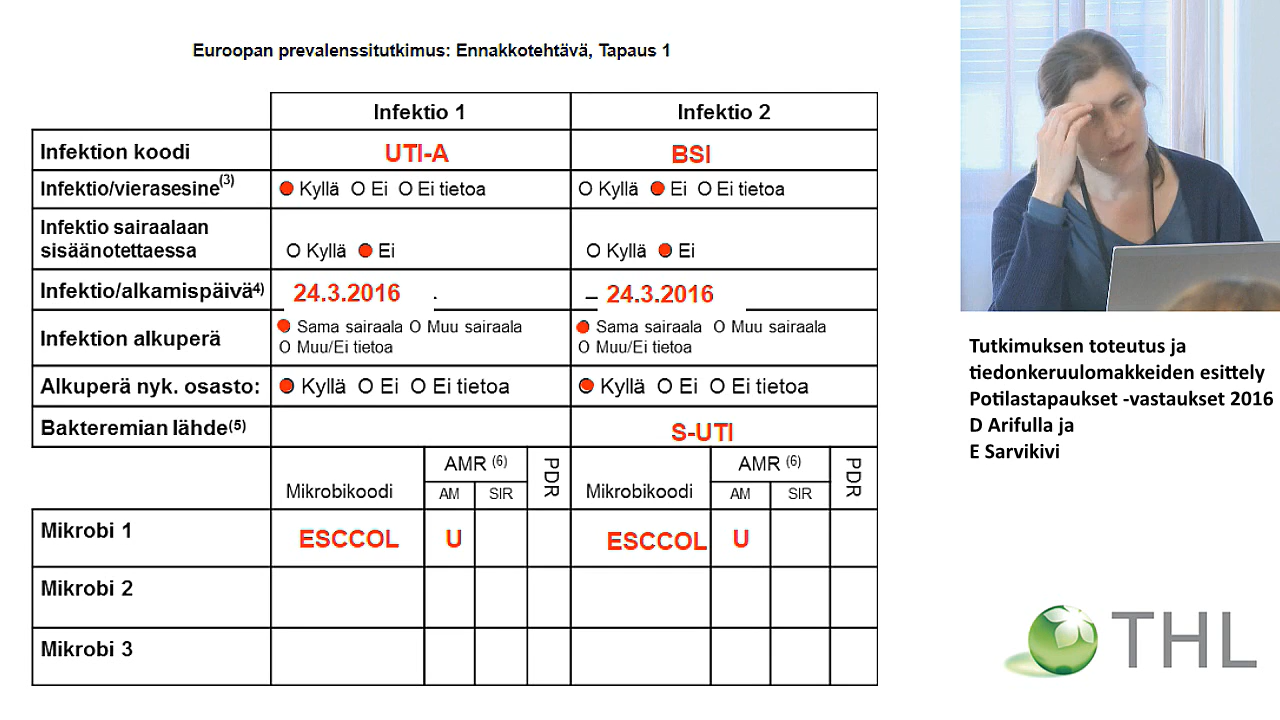 Euroopan prevalenssitutkimus: Ennakkotehtävä, Tapaus 1
Infektio 1 Infektio 2
Infektion koodi UTI-A BSI
Infektio/vierasesine(3) Kyllä O Ei O Ei tietoa O Kyllä Ei O Ei tietoa
Infektio sairaalaan
sisäänotettaessa O Kyllä Ei O Kyllä Ei
Infektio/alkamispäivä4) 24.3.2016 . – 24.3.2016
Infektion alkuperä Sama sairaala O Muu sairaala Sama sairaala O Muu sairaala
O Muu/Ei tietoa O Muu/Ei tietoa
Alkuperä nyk. osasto: Kyllä O Ei O Ei tietoa Kyllä O Ei O Ei tietoa
Bakteremian lähde(5) S-UTI
Mikrobikoodi AMR (6) PDR Mikrobikoodi AMR (6) PDR
AM SIR AM SIR
Mikrobi 1 ESCCOL U ESCCOL U
Mikrobi 2
Mikrobi 3
Tutkimuksen toteutus ja
tiedonkeruulomakkeiden esittely
Potilastapaukset -vastaukset 2016
D Arifulla ja
E Sarvikivi
THL